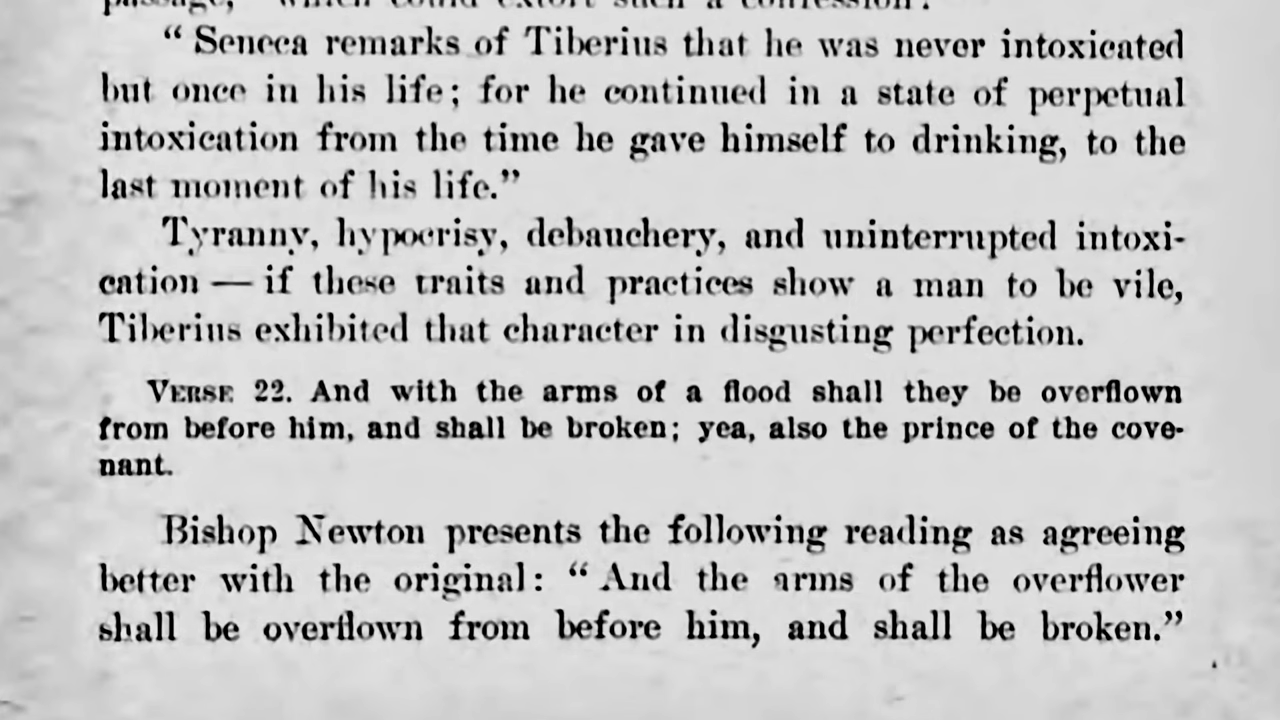 “ Seneca remarks of Tiberius that he was never intoxicated
but once in his life; for he continued in a state of perpetual
intoxication from the time he gave himself to drinking, to the
last moment of his life.”
Tyranny, hypocrisy, debauchery, and uninterrupted intoxi-
cation — if these traits and practices show a man to be vile,
Tiberius exhibited that character in disgusting perfection.
VERSE 22. And with the arms of a flood shall they be overflown
from before him, and shall be broken; yea, also the prince of the cove-
nant.
Bishop Newton presents the following reading as agreeing
better with the original: “ And the arms of the overflower
shall be overflown from before him, and shall be broken.”